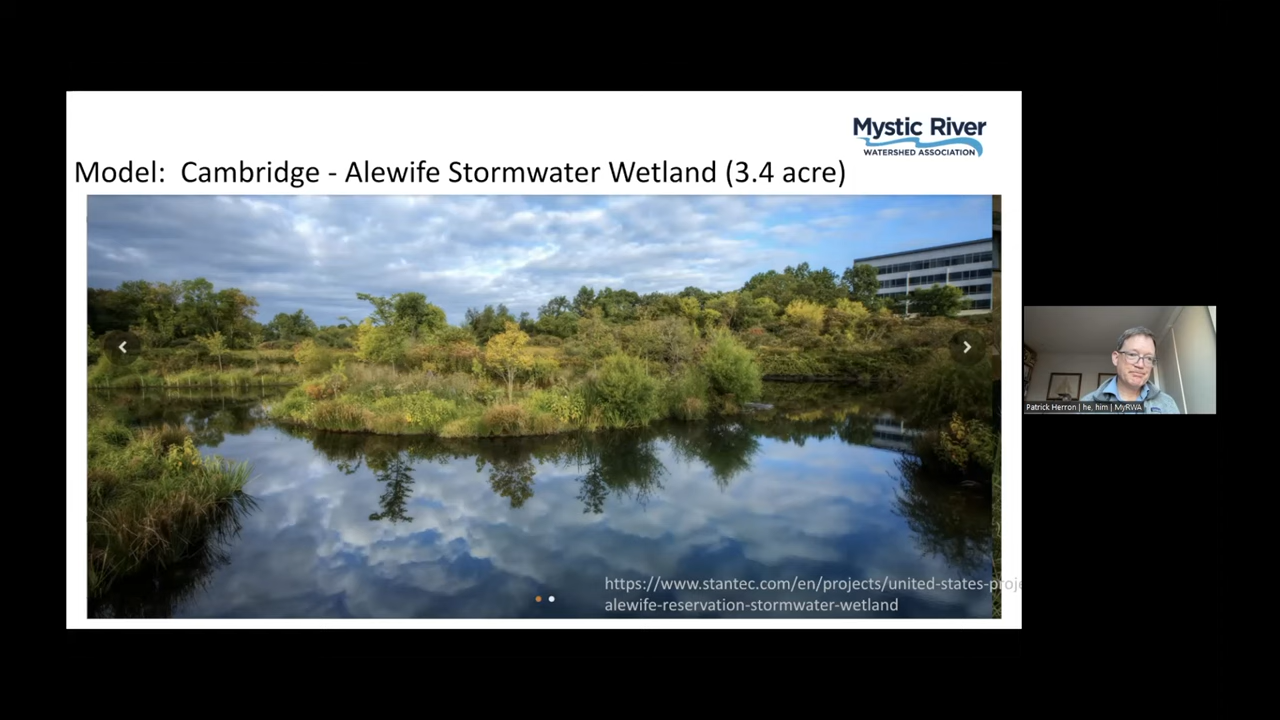 Mystic River
WATERSHED ASSOCIATION
Model:  Cambridge - Alewife Stormwater Wetland (3.4 acre)
https://www.stantec.com/en/projects/united-states-proje
alewife-reservation-stormwater-wetland
Patrick Herron | he, him | MyRWA